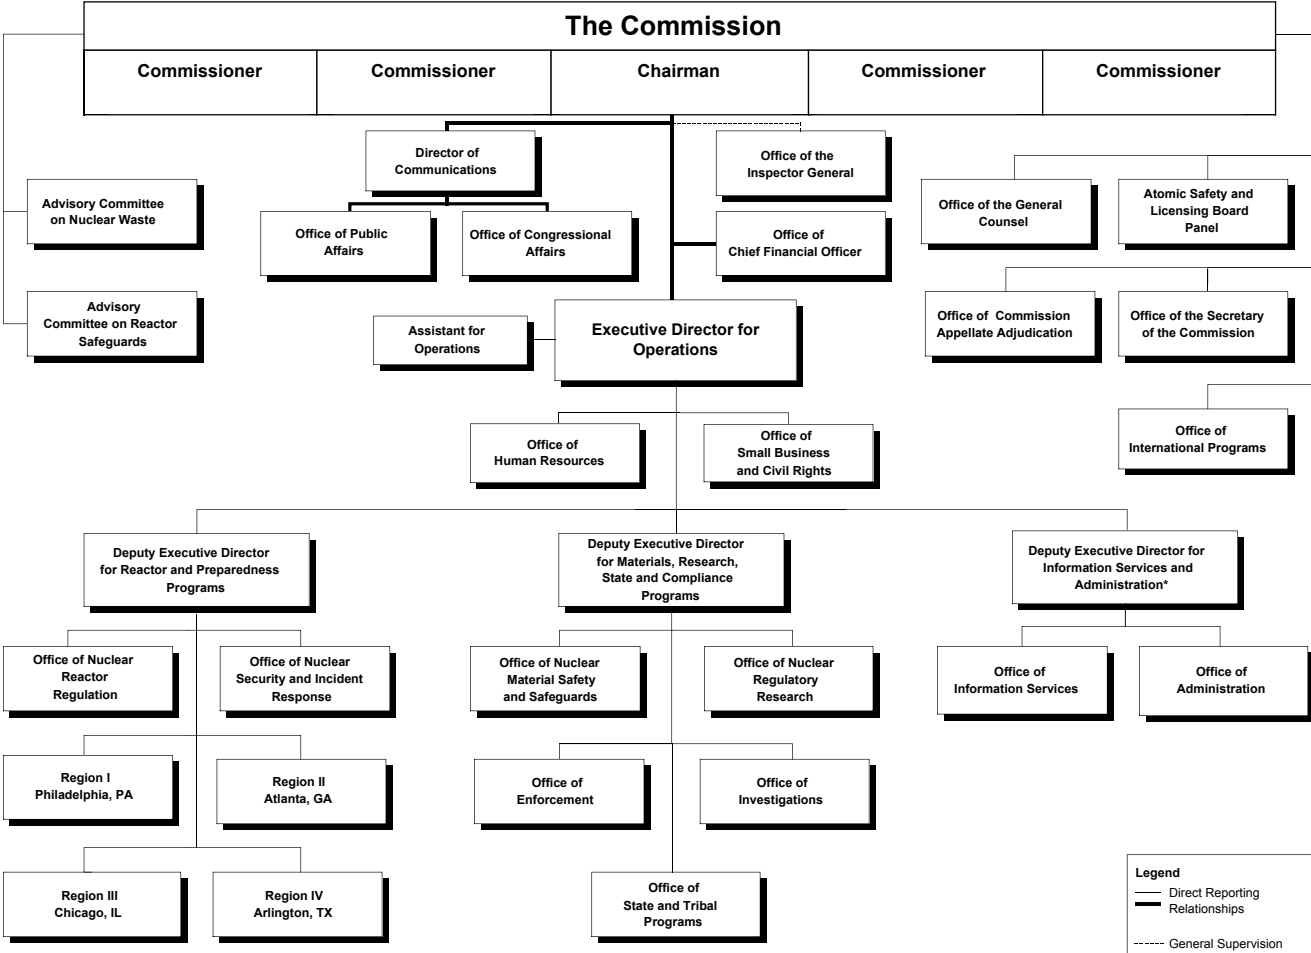 The Commission
Commissioner
Commissioner
Chairman
Commissioner
Commissioner
Director of
Communications
Office of the
Inspector General
Advisory Committee
on Nuclear Waste
Office of Public
Affairs
Office of Congressional
Affairs
Office of
Chief Financial Officer
Office of the General
Counsel
Atomic Safety and
Licensing Board
Panel
Advisory
Committee on Reactor
Safeguards
Assistant for
Operations
Executive Director for
Operations
Office of Commission
Appellate Adjudication
Office of the Secretary
of the Commission
Office of
Human Resources
Office of
Small Business
and Civil Rights
Office of
International Programs
Deputy Executive Director
for Reactor and Preparedness
Programs
Deputy Executive Director
for Materials, Research,
State and Compliance
Programs
Deputy Executive Director for
Information Services and
Administration*
Office of Nuclear
Reactor
Regulation
Office of Nuclear
Security and Incident
Response
Office of Nuclear
Material Safety
and Safeguards
Office of Nuclear
Regulatory
Research
Office of
Information Services
Office of
Administration
Region I
Philadelphia, PA
Region II
Atlanta, GA
Office of
Enforcement
Office of
Investigations
Region III
Chicago, IL
Region IV
Arlington, TX
Office of
State and Tribal
Programs
Legend
Direct Reporting
Relationships
General Supervision